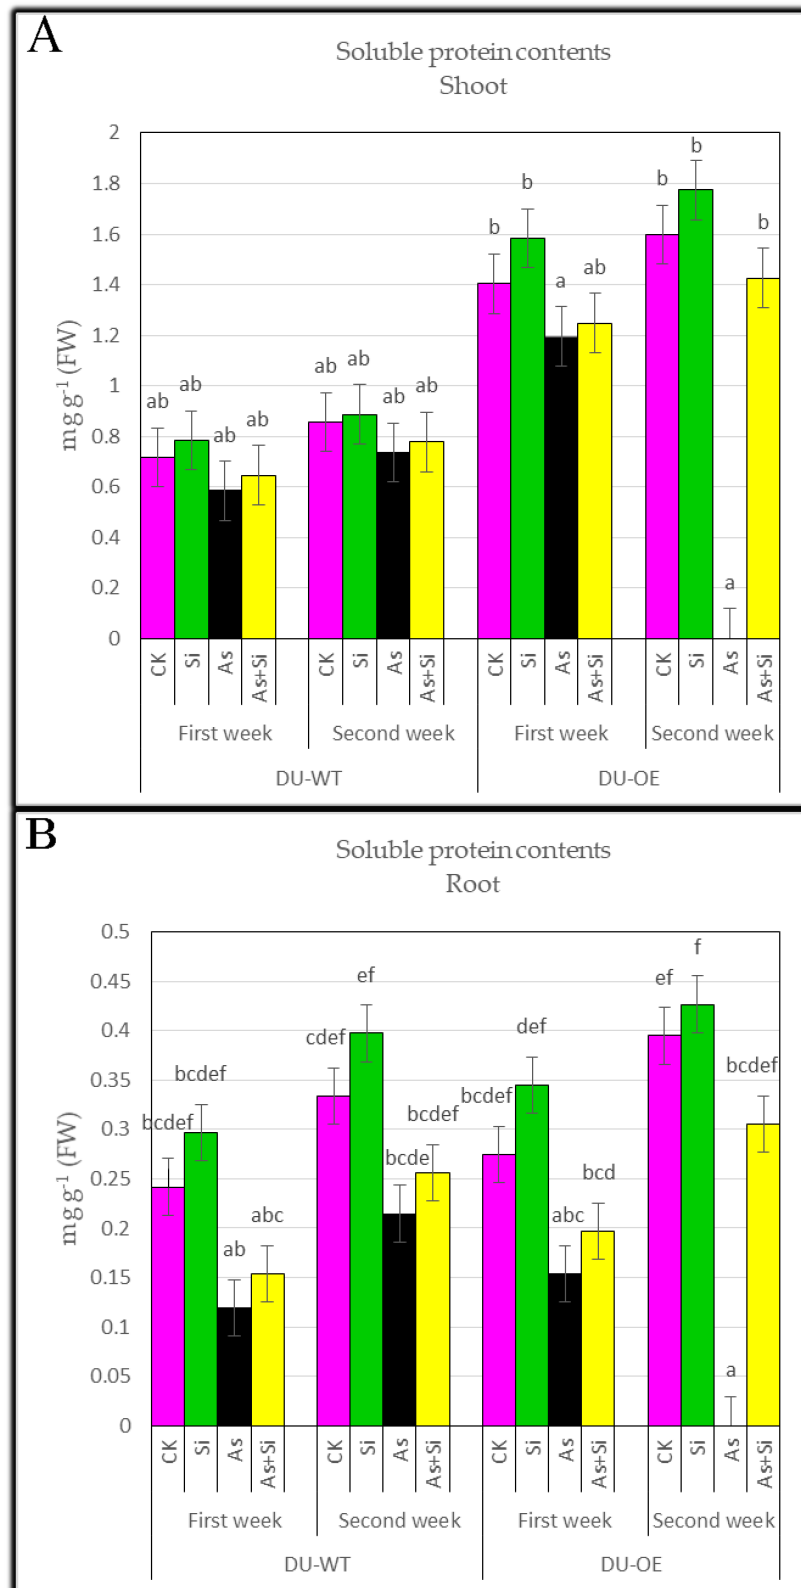 A
Soluble protein contents
Shoot
mg g-1 (FW)
2
1.8
1.6
1.4
1.2
1
0.8
0.6
0.4
0.2
0
ab ab ab ab ab ab ab ab b b a ab b b a b
CK Si As As+Si CK Si As As+Si CK Si As As+Si CK Si As As+Si
First week Second week First week Second week
DU-WT DU-OE
B
Soluble protein contents
Root
mg g-1 (FW)
0.5
0.45
0.4
0.35
0.3
0.25
0.2
0.15
0.1
0.05
0
bcdef bcdef ab abc cdef ef bcde bcdef bcdef def abc bcd ef f a bcdef
CK Si As As+Si CK Si As As+Si CK Si As As+Si CK Si As As+Si
First week Second week First week Second week
DU-WT DU-OE